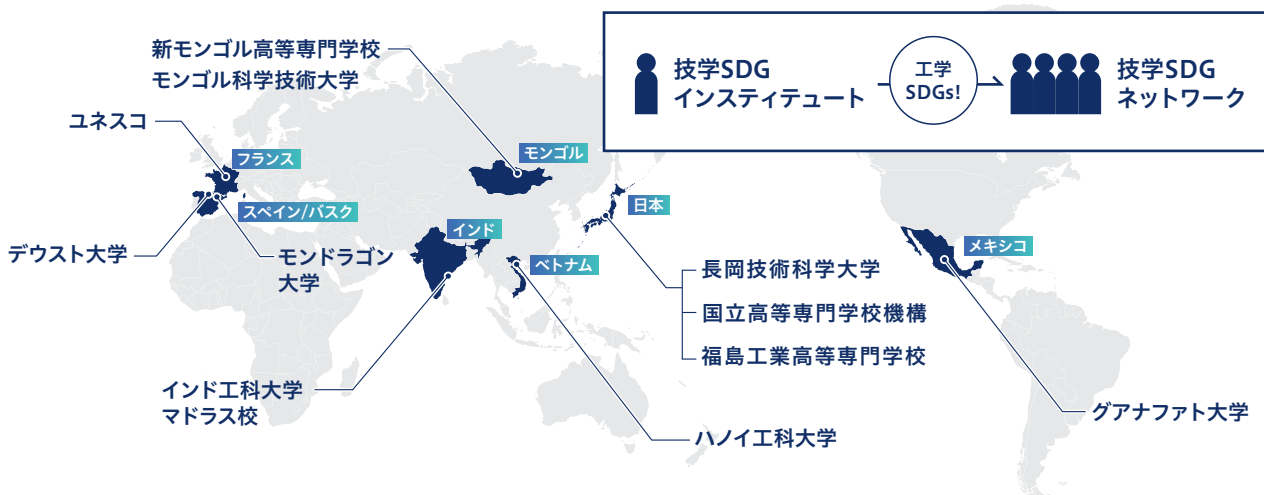 新モンゴル高等専門学校
モンゴル科学技術大学
技学SDG
インスティテュート
工学
SDGs!
技学SDG
ネットワーク
ユネスコ
フランス
モンゴル
スペイン/バスク
日本
インド
メキシコ
デウスト大学
モンドラゴン
大学
ベトナム
長岡技術科学大学
国立高等専門学校機構
福島工業高等専門学校
インド工科大学
マドラス校
グアナファト大学
ハノイ工科大学